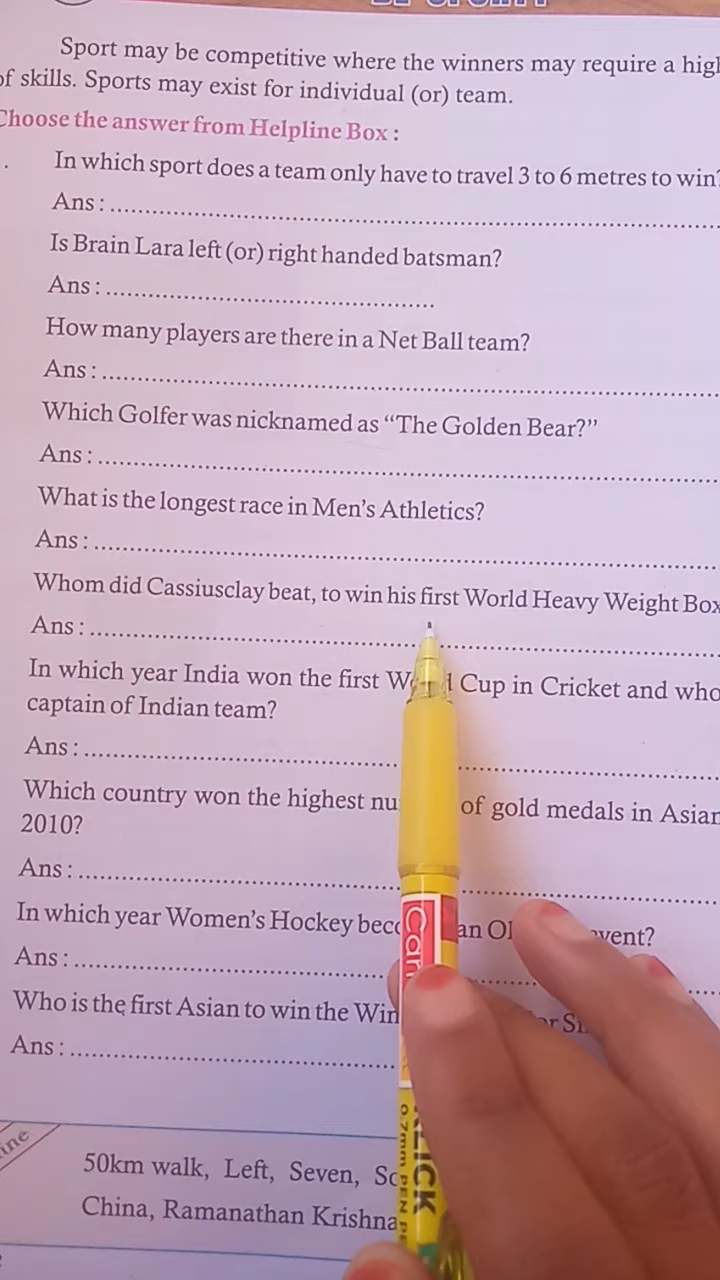 Sport may be competitive where the winners may require a high
of skills. Sports may exist for individual (or) team.
Choose the answer from Helpline Box :
In which sport does a team only have to travel 3 to 6 metres to win?
Ans :
Is Brain Lara left (or) right handed batsman?
Ans :
How many players are there in a Net Ball team?
Ans :
Which Golfer was nicknamed as “The Golden Bear?”
Ans :
What is the longest race in Men’s Athletics?
Ans :
Whom did Cassiusclay beat, to win his first World Heavy Weight Box
Ans :
In which year India won the first Cup in Cricket and who
captain of Indian team?
Ans :
Which country won the highest of gold medals in Asian
2010?
Ans :
In which year Women’s Hockey an
Ans :
Who is the first Asian to win the
Ans :
50km walk, Left, Seven,
China, Ramanathan Krishna
0.7mm PEN